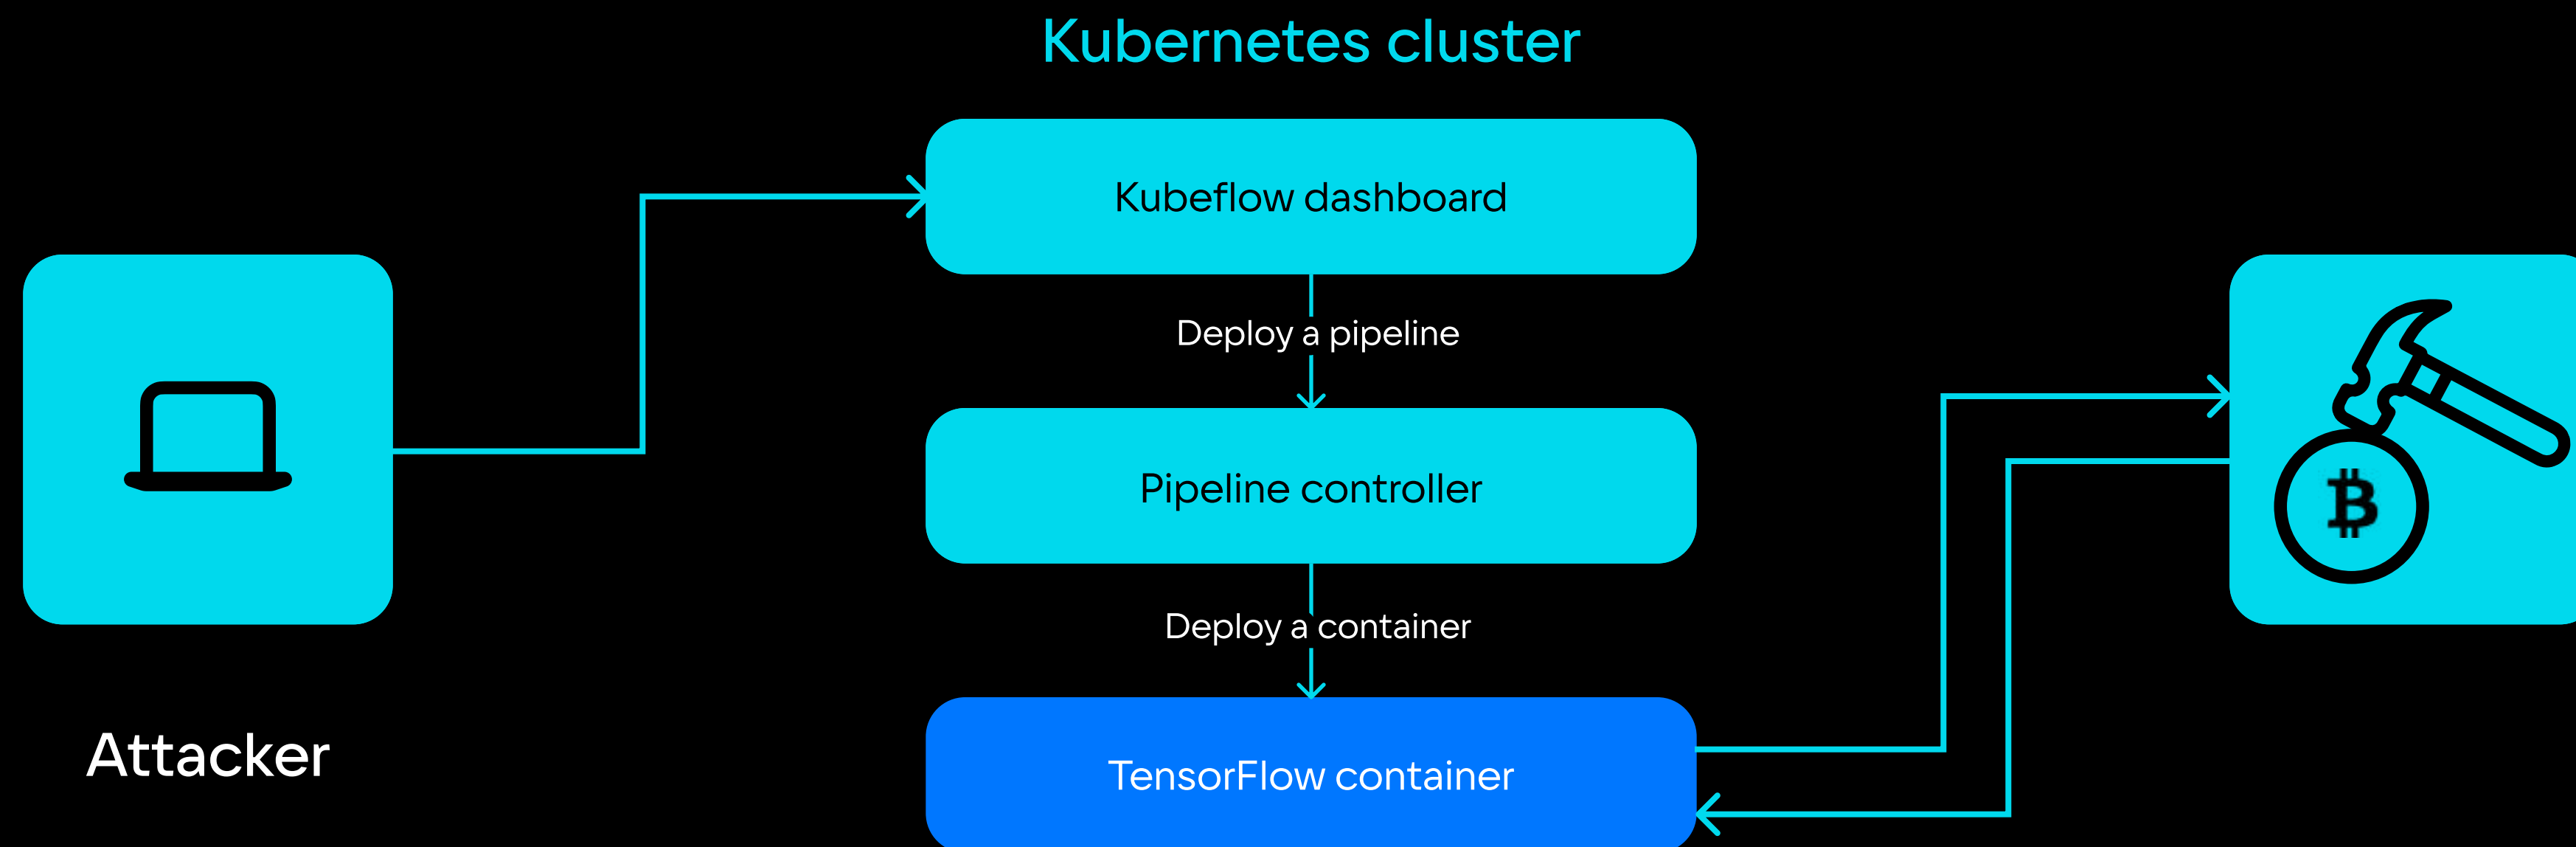 Kubernetes cluster
Kubeflow dashboard
Deploy a pipeline
Pipeline controller
Deploy a container
TensorFlow container
Attacker
₿